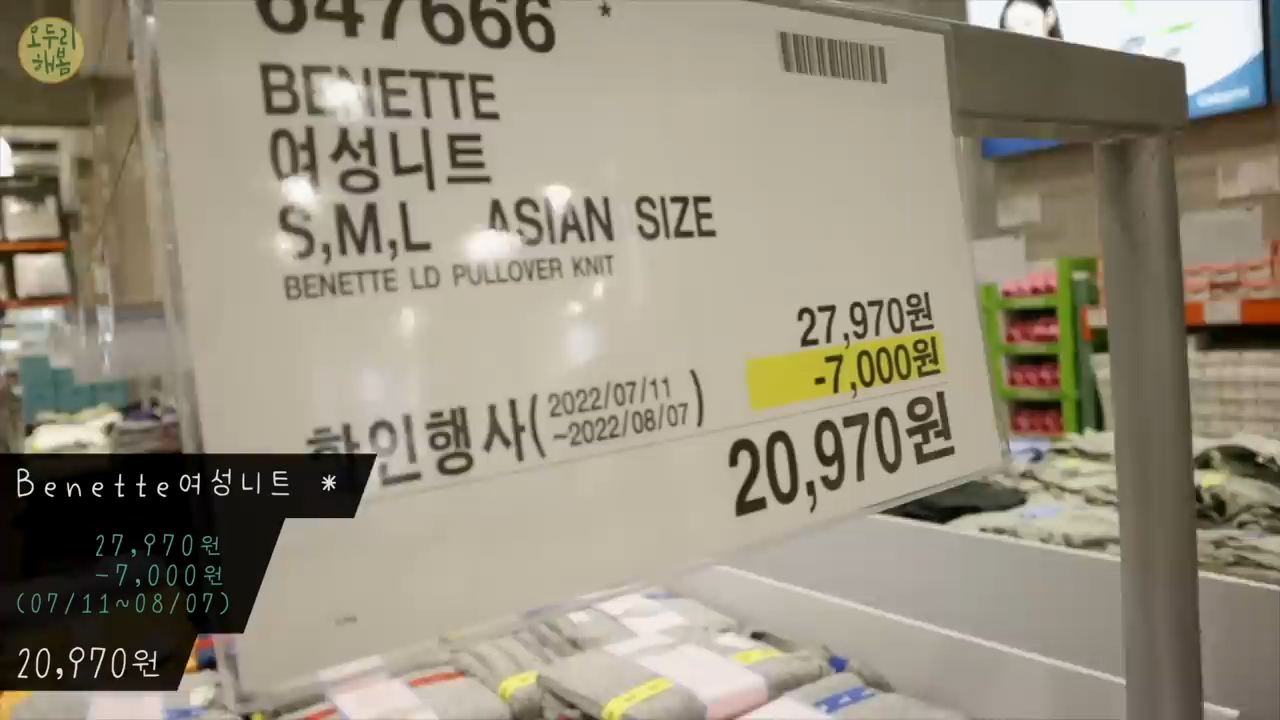 오두리
해봄
647666 *
BENETTE
여성니트
S,M,L ASIAN SIZE
BENETTE LD PULLOVER KNIT
27,970원
-7,000원
할인행사(2022/07/11
~2022/08/07)
20,970원
Benette여성니트 *
27,970원
-7,000원
(07/11~08/07)
20,970원